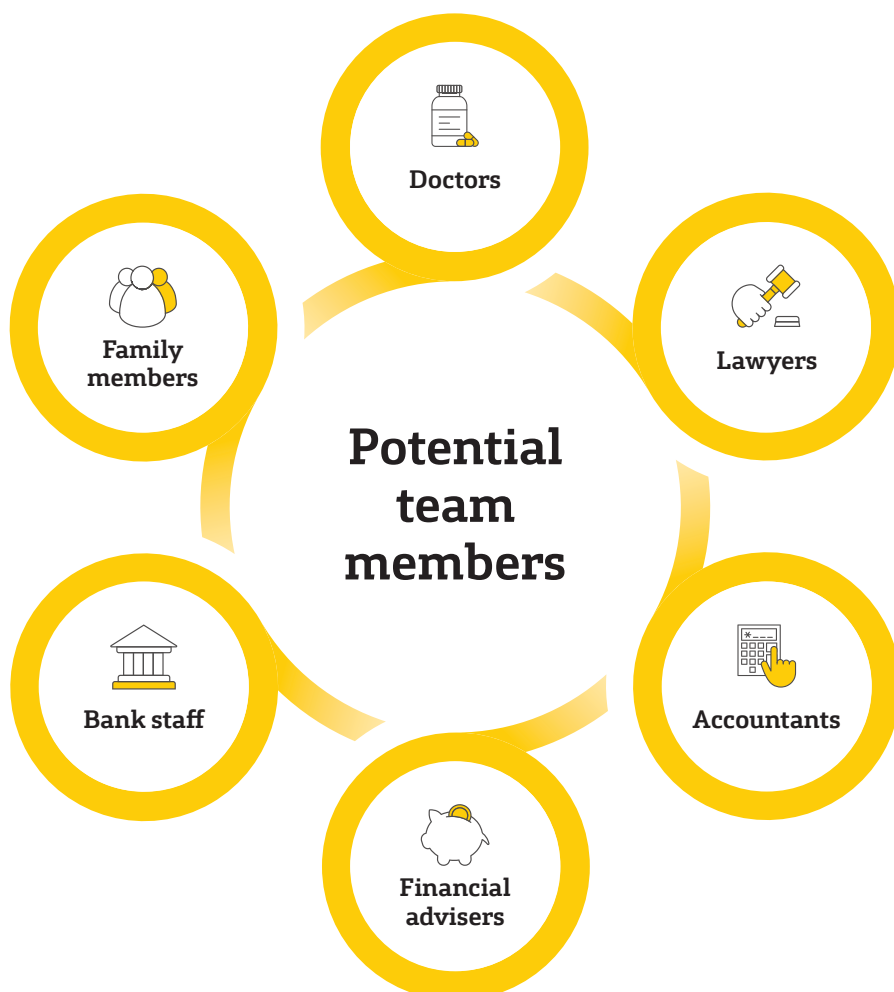 Doctors
Family
members
Lawyers
Potential
team
members
Bank staff
Accountants
Financial
advisers